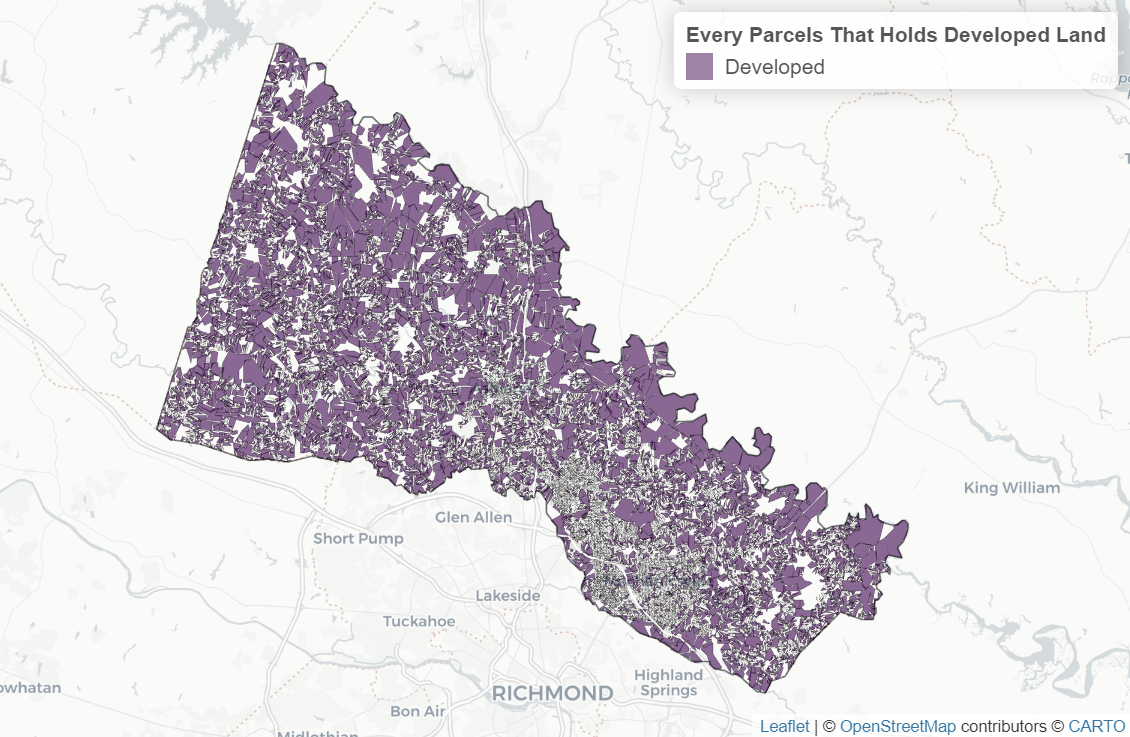 Every Parcels That Holds Developed Land
Developed
King William
Glen Allen
Short Pump
Lakeside
Tuckahoe
Highland
Springs
owhatan
RICHMOND
Bon Air
Midlothian
Leaflet | © OpenStreetMap contributors © CARTO